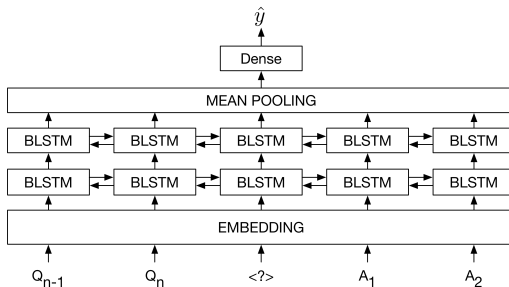 ŷ
Dense
MEAN POOLING
BLSTM BLSTM BLSTM BLSTM BLSTM
BLSTM BLSTM BLSTM BLSTM BLSTM
EMBEDDING
Qn-1 Qn <?> A1 A2